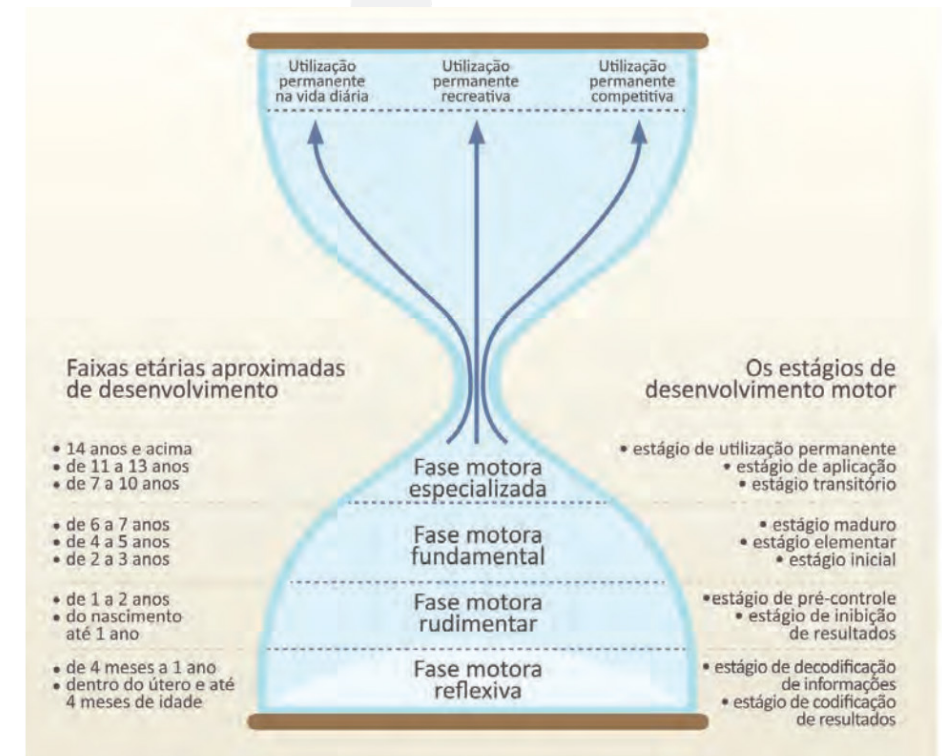 Utilização
permanente
na vida diária
Utilização
permanente
recreativa
Utilização
permanente
competitiva
Faixas etárias aproximadas
de desenvolvimento
Os estágios de
desenvolvimento motor
• 14 anos e acima
• de 11 a 13 anos
• de 7 a 10 anos
Fase motora
especializada
• estágio de utilização permanente
• estágio de aplicação
• estágio transitório
• de 6 a 7 anos
• de 4 a 5 anos
• de 2 a 3 anos
Fase motora
fundamental
• estágio maduro
• estágio elementar
• estágio inicial
• de 1 a 2 anos
• do nascimento
até 1 ano
Fase motora
rudimentar
•estágio de pré-controle
• estágio de inibição
de resultados
• de 4 meses a 1 ano
• dentro do útero e até
4 meses de idade
Fase motora
reflexiva
• estágio de decodificação
de informações
• estágio de codificação
de resultados